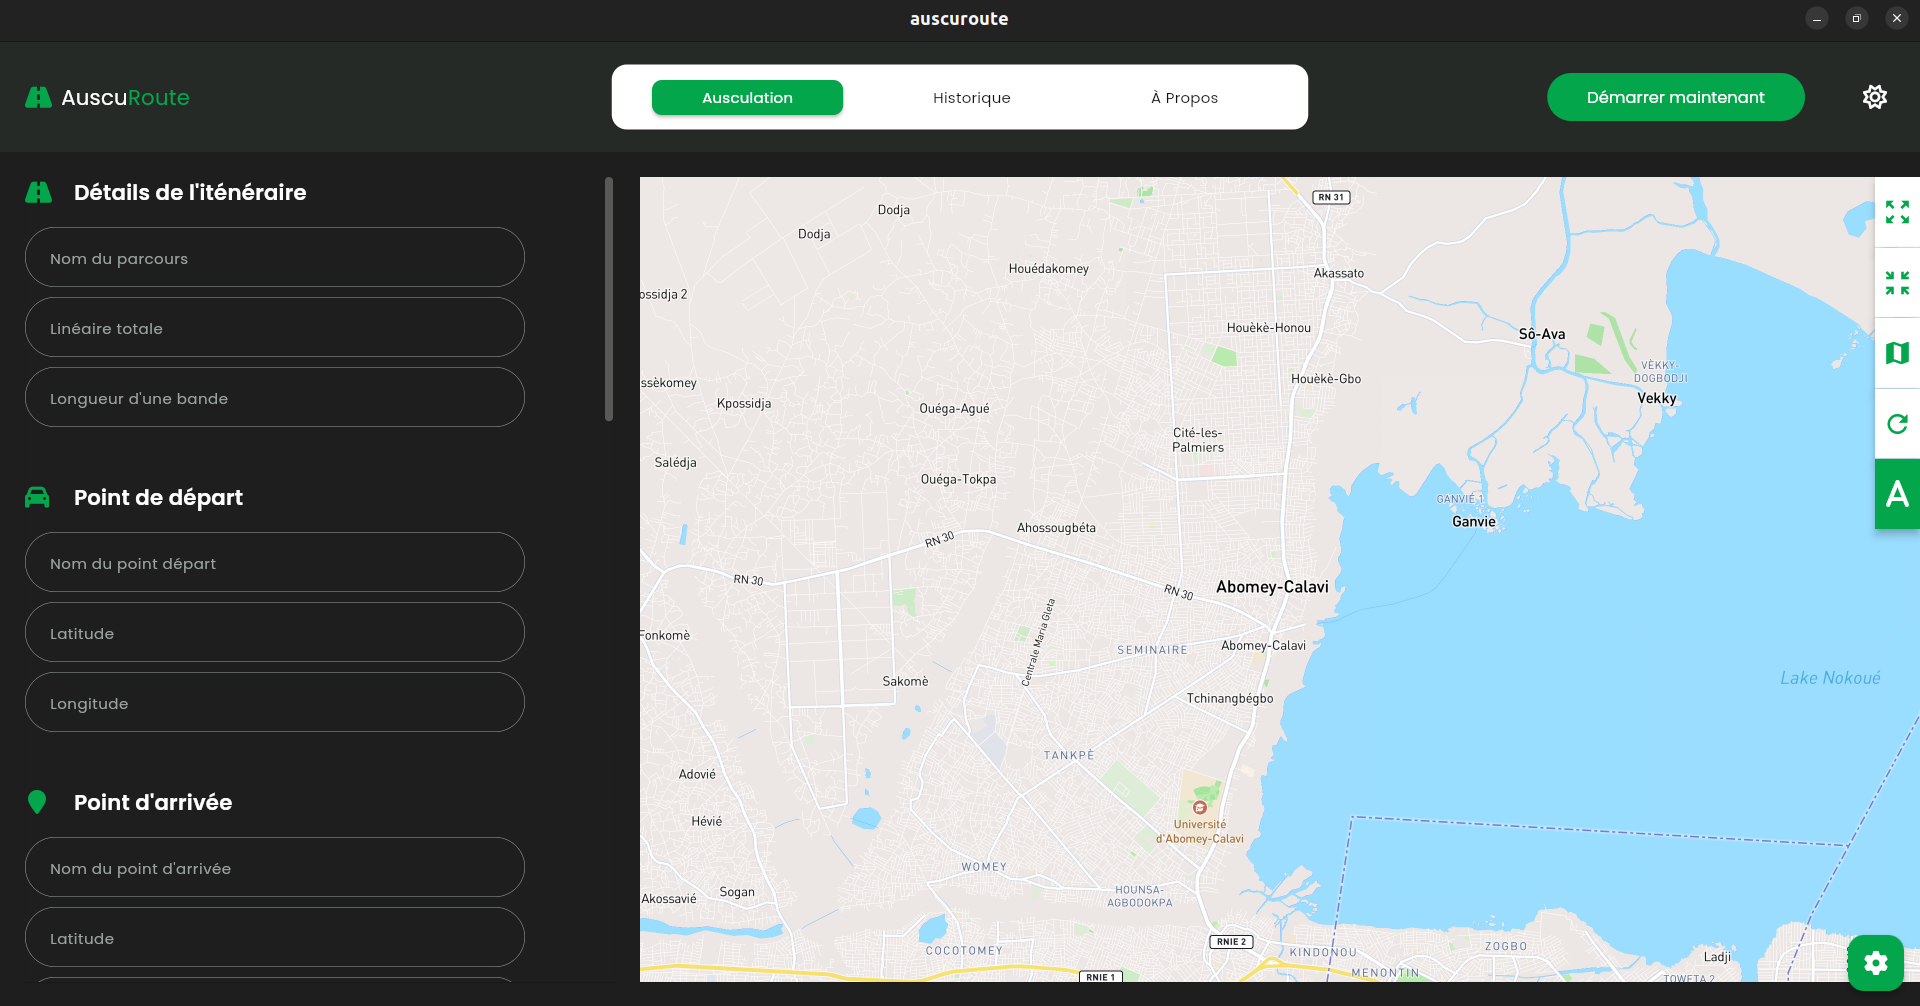 auscuroute
AuscuRoute
Ausculation
Historique
À Propos
Démarrer maintenant
Détails de l'iténéraire
Nom du parcours
Linéaire totale
Longueur d'une bande
Point de départ
Nom du point départ
Latitude
Longitude
Point d'arrivée
Nom du point d'arrivée
Latitude
RN 31
Dodja
Dodja
Houédakomey
Akassato
ossidja 2
Houèkè-Honou
Sô-Ava
VÈKKY-
DOGBODJI
Vekky
Houèkè-Gbo
ssèkomey
Kpossidja
Ouéga-Agué
Cité-les-
Palmiers
Salédja
Ouéga-Tokpa
GANVIÉ 1
Ganvie
Ahossougbéta
RN 30
RN 30
RN 30
Abomey-Calavi
Centrale Maria Gleta
Fonkomè
SEMINAIRE
Abomey-Calavi
Sakomè
Tchinangbégbo
Lake Nokoué
TANKPÈ
Adovié
Hévié
Université
d'Abomey-Calavi
WOMEY
Akossavié
Sogan
HOUNSA-
AGBODOKPA
COCOTOMEY
RNIE 2
KINDONOU
ZOGBO
Ladji
MENONTIN
TOWETA 2
RNIE 1
A